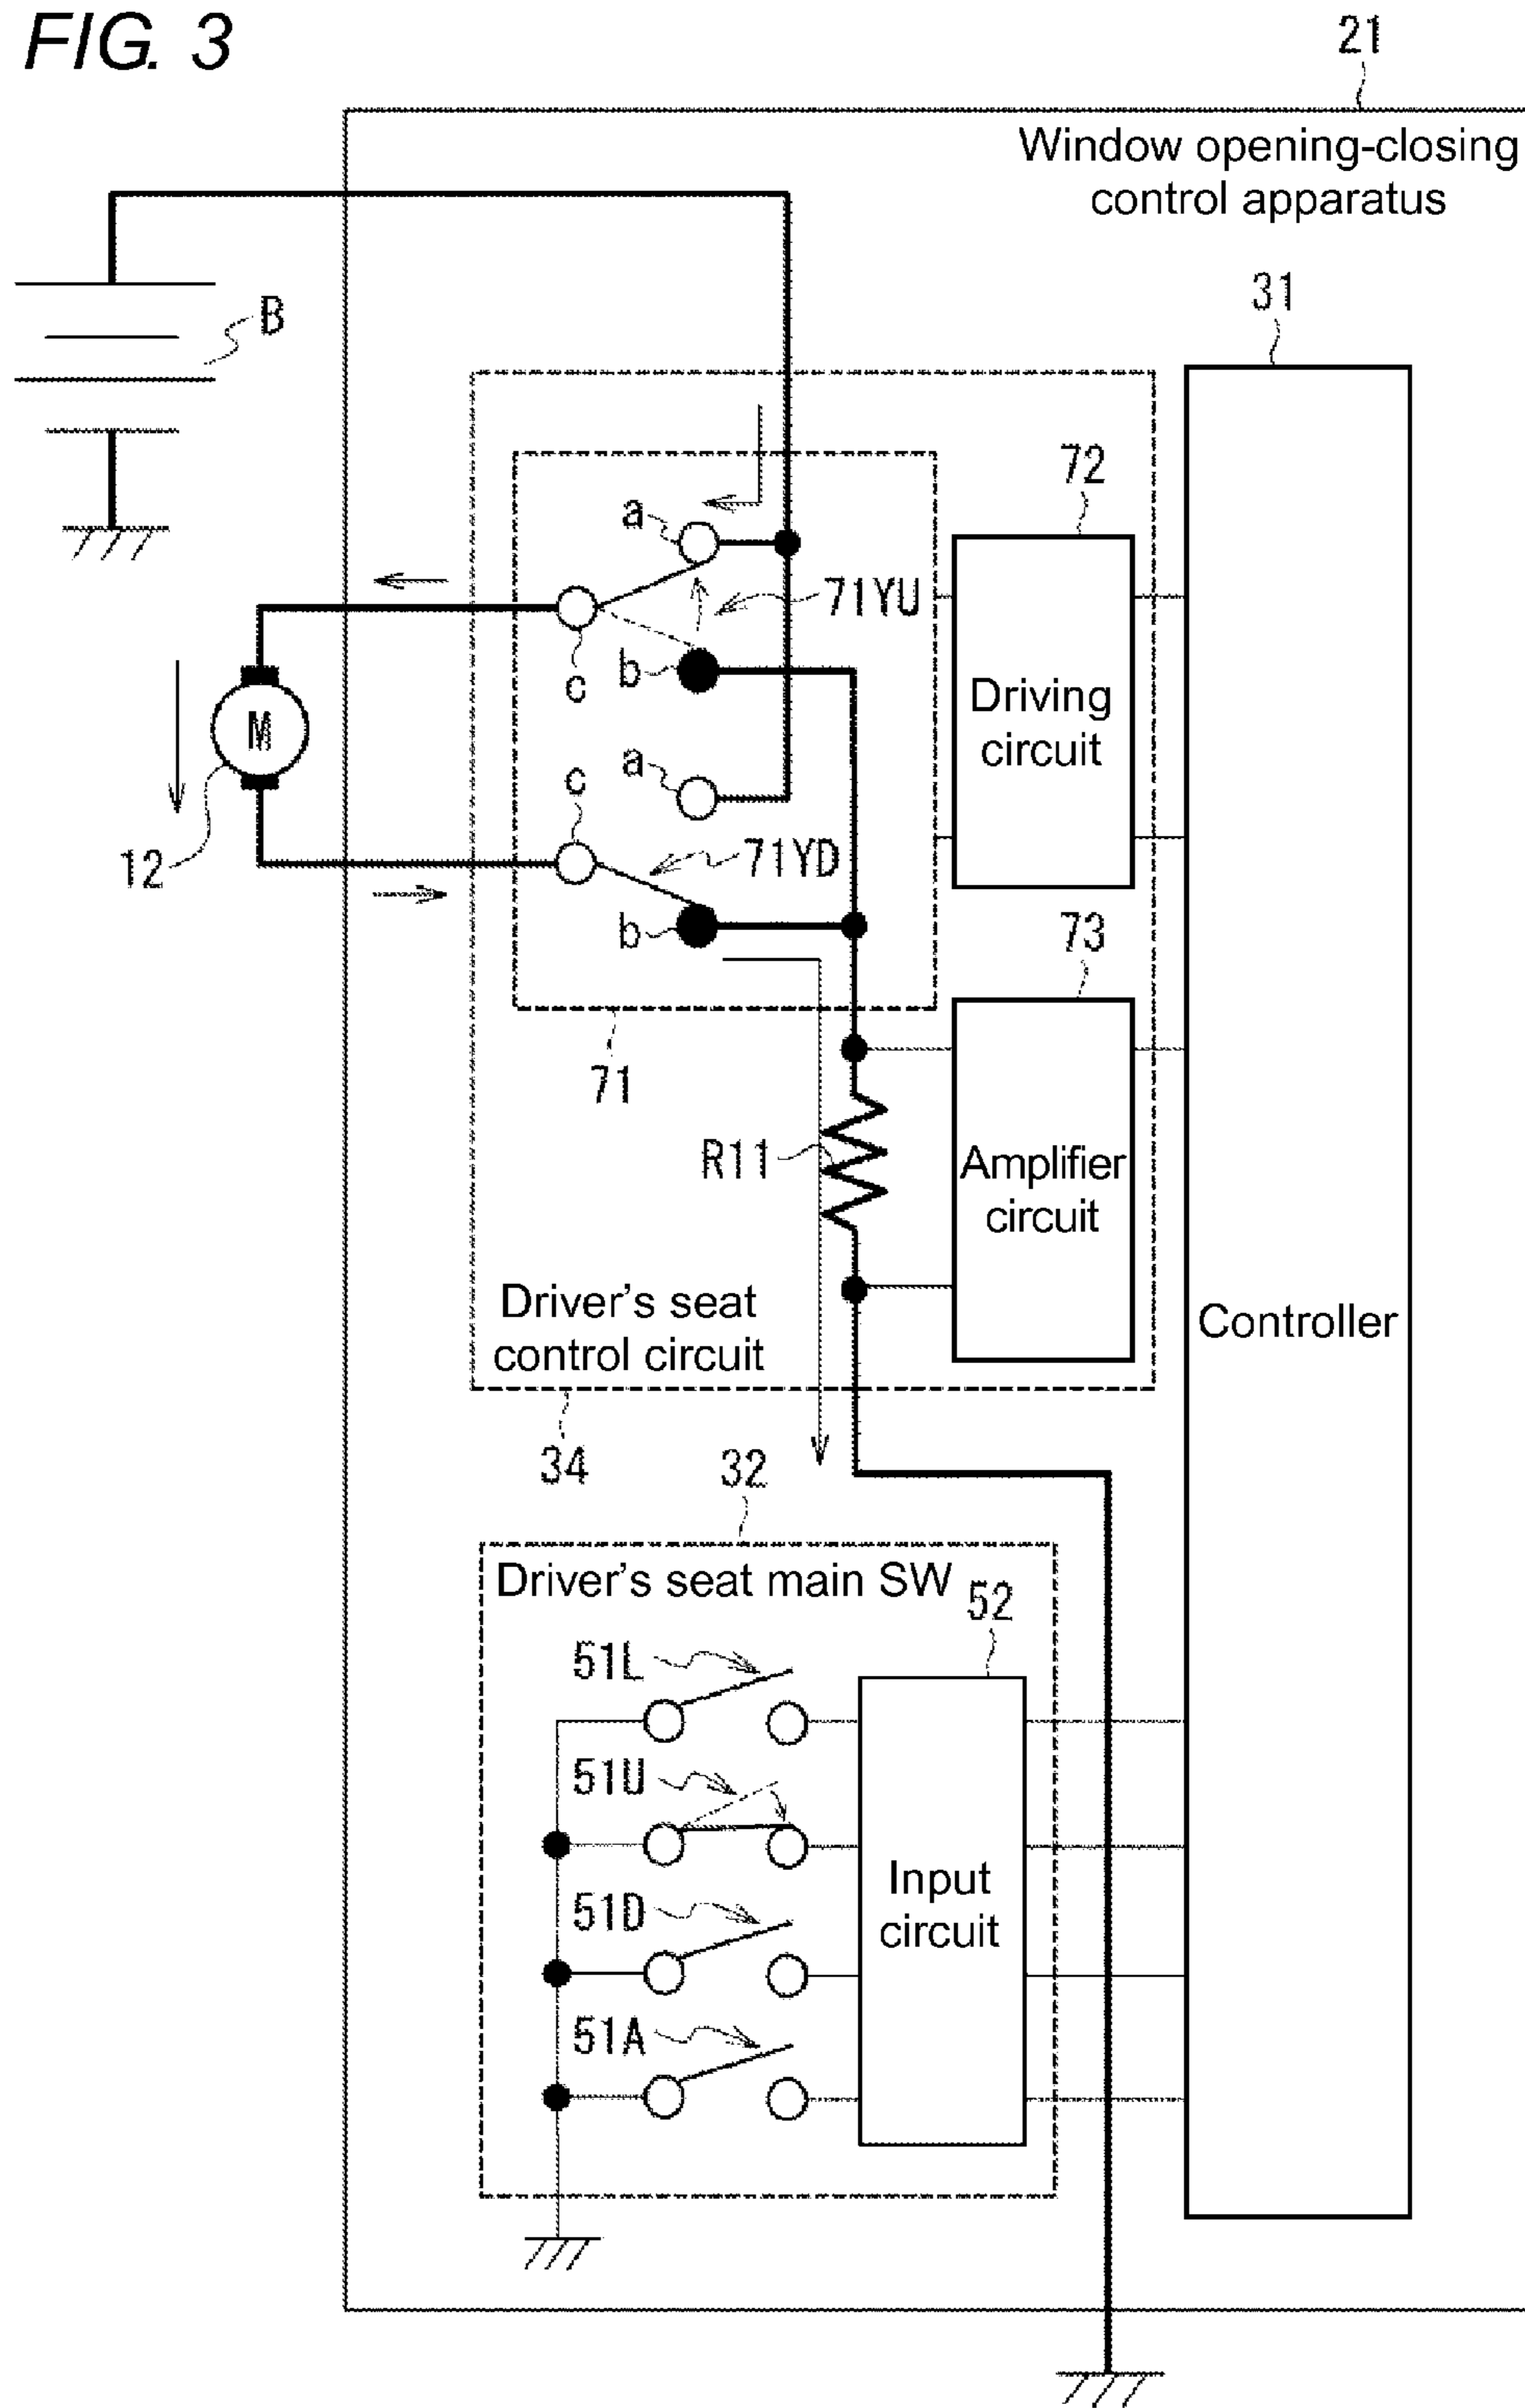 FIG. 3
21
Window opening-closing
control apparatus
B
31
72
a
71YU
c
b
Driving
circuit
M
a
c
12
71YD
b
73
71
R11
Amplifier
circuit
Driver's seat
control circuit
Controller
34
32
Driver's seat main SW
52
51L
51U
Input
circuit
51D
51A